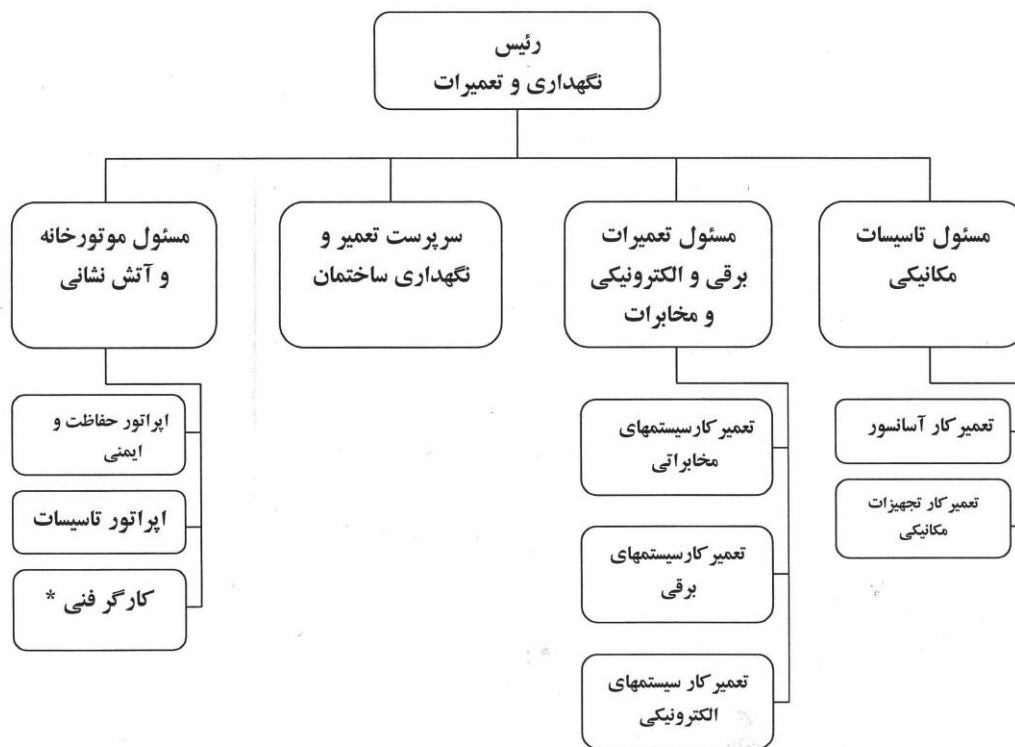 رئیس
نگهداری و تعمیرات
مسئول تاسیسات
مکانیکی
مسئول تعمیرات
برقی و الکترونیکی
و مخابرات
سرپرست تعمیر و
نگهداری ساختمان
مسئول موتورخانه
و آتش نشانی
تعمیرکار آسانسور
تعمیرکار تجهیزات
مکانیکی
تعمیرکارسیستمهای
مخابراتی
تعمیرکارسیستمهای
برقی
تعمیرکار سیستمهای
الکترونیکی
اپراتور حفاظت و
ایمنی
اپراتور تاسیسات
کارگر فنی *